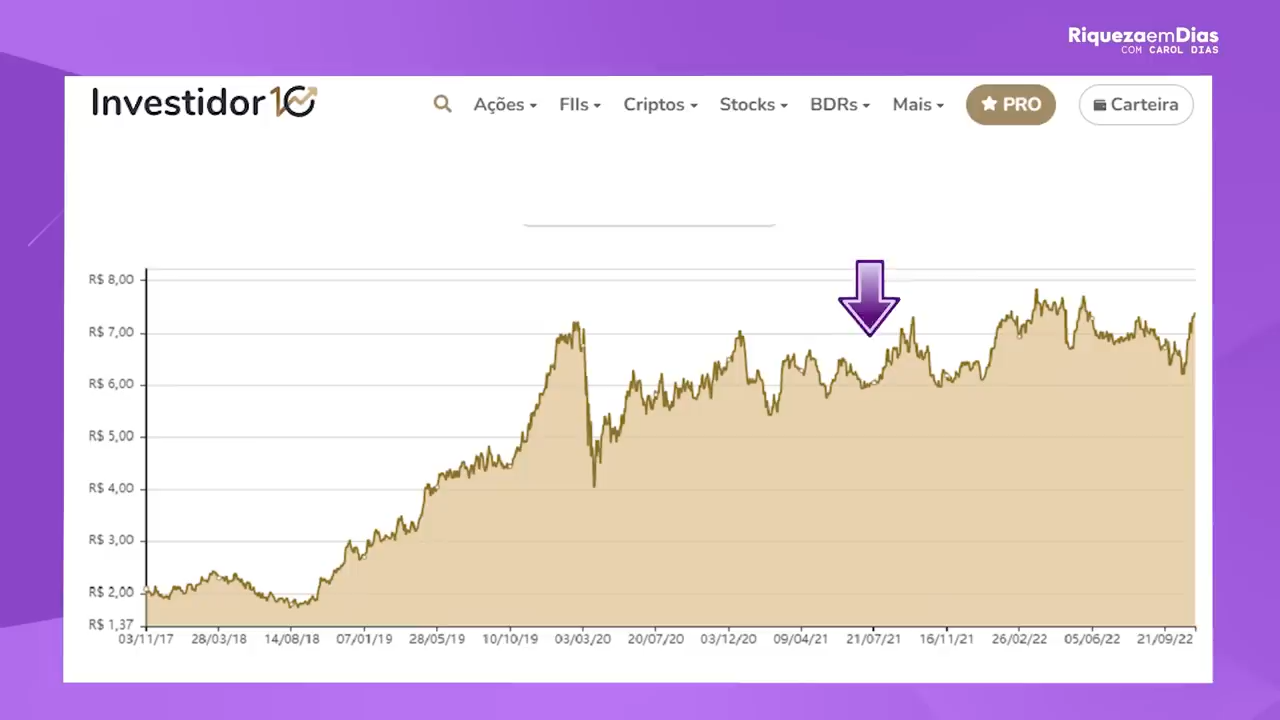 RiquezaemDias
COM CAROL DIAS
Investidor 10
Ações FIIs Criptos Stocks BDRs Mais PRO Carteira
R$ 8,00
R$ 7,00
R$ 6,00
R$ 5,00
R$ 4,00
R$ 3,00
R$ 2,00
R$ 1,37
03/11/17 28/03/18 14/08/18 07/01/19 28/05/19 10/10/19 03/03/20 20/07/20 03/12/20 09/04/21 21/07/21 16/11/21 26/02/22 05/06/22 21/09/22